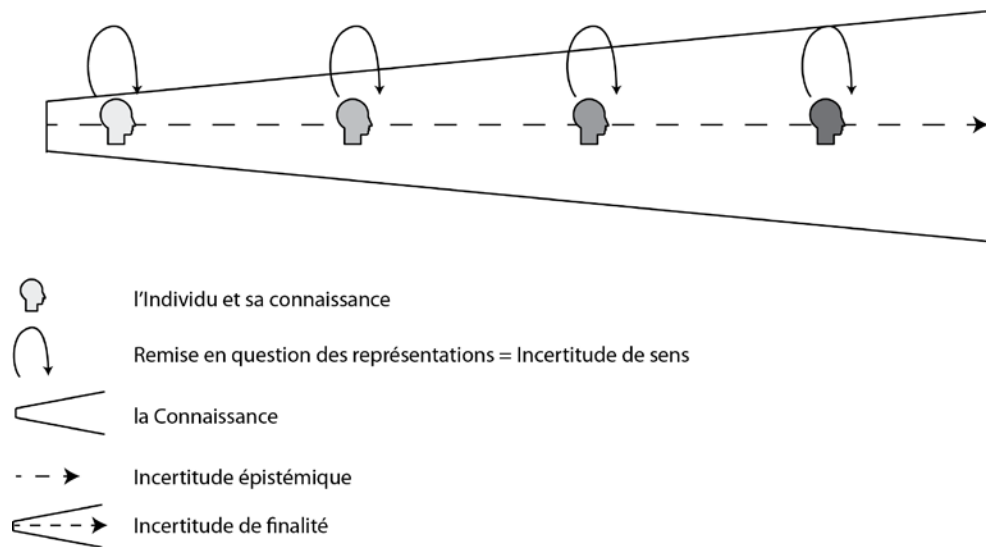 l'Individu et sa connaissance
Remise en question des représentations = Incertitude de sens
la Connaissance
Incertitude épistémique
Incertitude de finalité